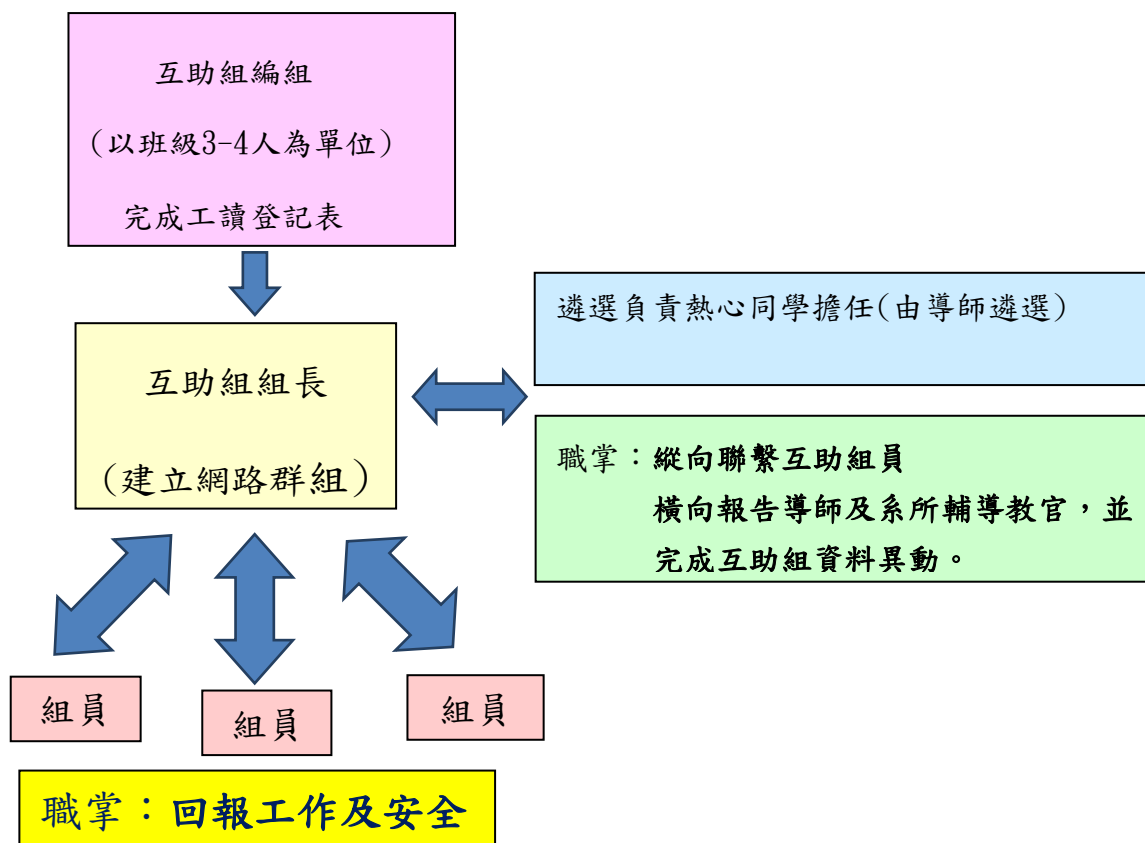 互助組編組
(以班級3-4人為單位)
完成工讀登記表
遴選負責熱心同學擔任(由導師遴選)
互助組組長
(建立網路群組)
職掌：縱向聯繫互助組員
橫向報告導師及系所輔導教官，並
完成互助組資料異動。
組員
組員
組員
職掌：回報工作及安全